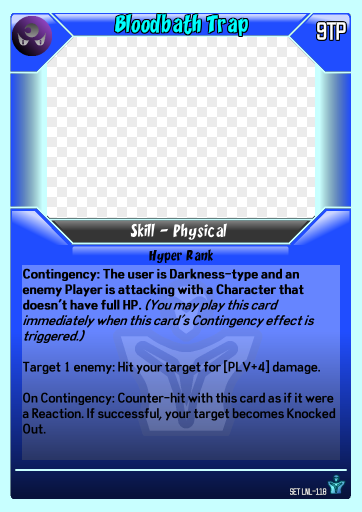 Bloodbath Trap
9TP
Skill - Physical
Hyper Rank
Contingency: The user is Darkness-type and an
enemy Player is attacking with a Character that
doesn't have full HP. (You may play this card
immediately when this card's Contingency effect is
triggered.)
Target 1 enemy: Hit your target for [PLV+4] damage.
On Contingency: Counter-hit with this card as if it were
a Reaction. If successful, your target becomes Knocked
Out.
SET LNL-118